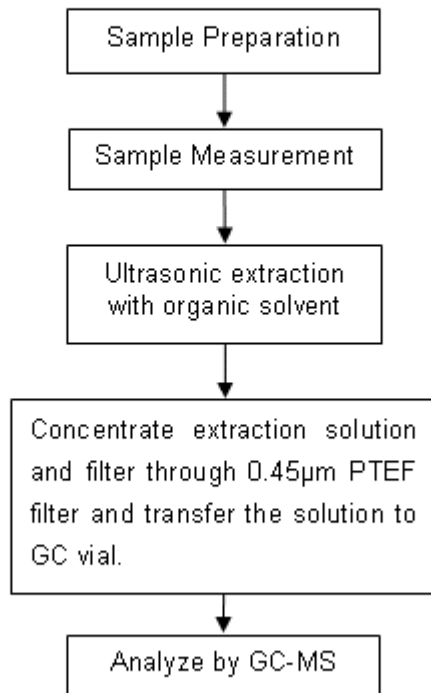 Sample Preparation
Sample Measurement
Ultrasonic extraction
with organic solvent
Concentrate extraction solution
and filter through 0.45µm PTEF
filter and transfer the solution to
GC vial.
Analyze by GC-MS